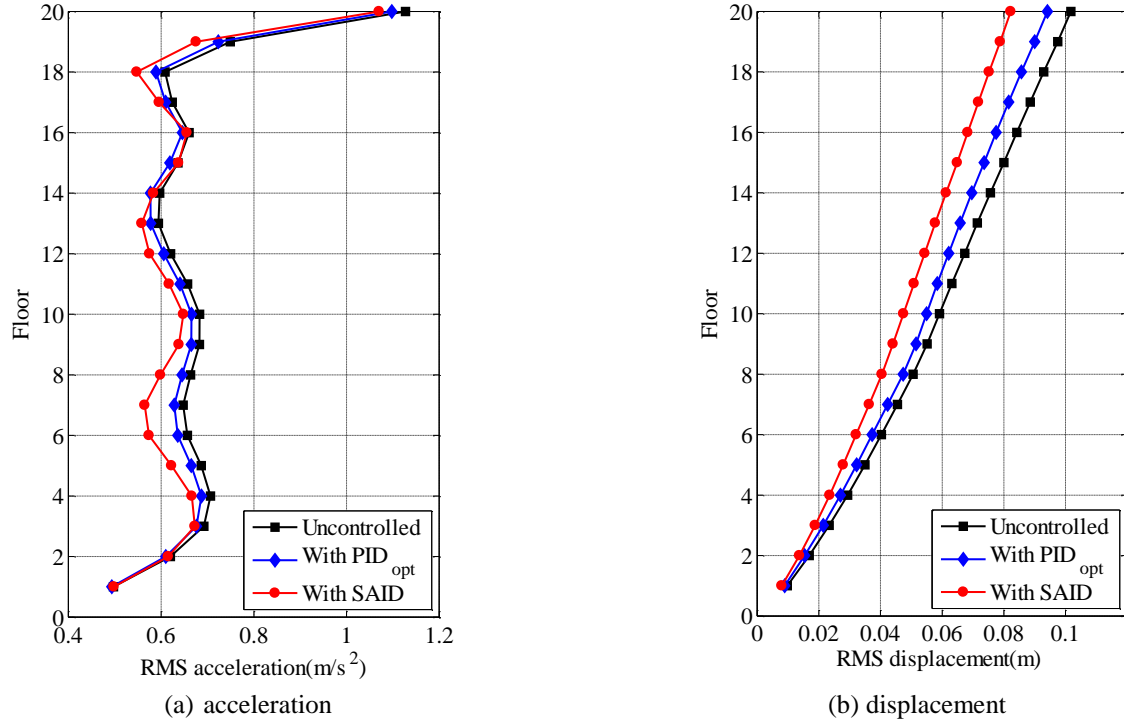 20
18
16
14
12
10
8
6
4
2
0
Floor
0.4 0.6 0.8 1 1.2
RMS acceleration(m/s²)
Uncontrolled
With PID opt
With SAID
(a) acceleration
20
18
16
14
12
10
8
6
4
2
0
Floor
0 0.02 0.04 0.06 0.08 0.1
RMS displacement(m)
Uncontrolled
With PID opt
With SAID
(b) displacement